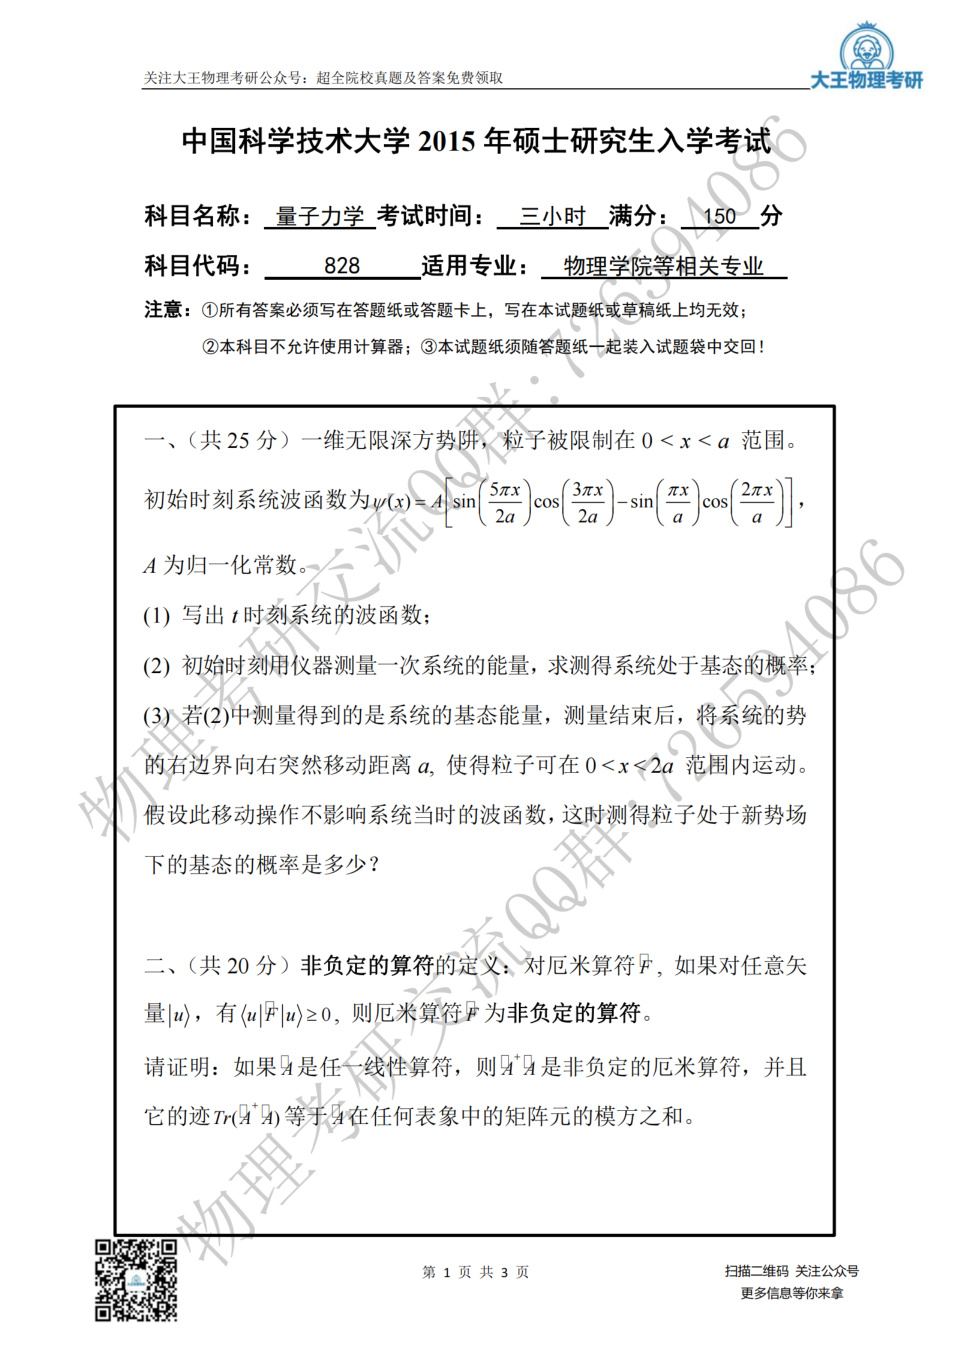 关注大王物理考研公众号：超全院校真题及答案免费领取
大王物理考研
中国科学技术大学 2015 年硕士研究生入学考试
科目名称： 量子力学 考试时间： 三小时 满分： 150 分
科目代码： 828 适用专业： 物理学院等相关专业
注意：①所有答案必须写在答题纸或答题卡上，写在本试题纸或草稿纸上均无效；
②本科目不允许使用计算器；③本试题纸须随答题纸一起装入试题袋中交回！
一、（共 25 分）一维无限深方势阱，粒子被限制在 0 < x < a 范围。
初始时刻系统波函数为 ψ(x) = A[sin(5πx/2a)cos(3πx/2a) − sin(πx/a)cos(2πx/a)]，
A 为归一化常数。
(1) 写出 t 时刻系统的波函数；
(2) 初始时刻用仪器测量一次系统的能量，求测得系统处于基态的概率；
(3) 若(2)中测量得到的是系统的基态能量，测量结束后，将系统的势
的右边界向右突然移动距离 a, 使得粒子可在 0 < x < 2a 范围内运动。
假设此移动操作不影响系统当时的波函数，这时测得粒子处于新势场
下的基态的概率是多少？
二、（共 20 分）非负定的算符的定义：对厄米算符 F̂ , 如果对任意矢
量|u⟩，有⟨u|F̂|u⟩ ≥ 0, 则厄米算符 F̂ 为非负定的算符。
请证明：如果 Â 是任一线性算符，则 Â⁺Â 是非负定的厄米算符，并且
它的迹 Tr(Â⁺Â) 等于 Â 在任何表象中的矩阵元的模方之和。
物理考研交流QQ群：726594086
物理考研交流QQ群：726594086
大王物理考研
第 1 页 共 3 页
扫描二维码 关注公众号
更多信息等你来拿